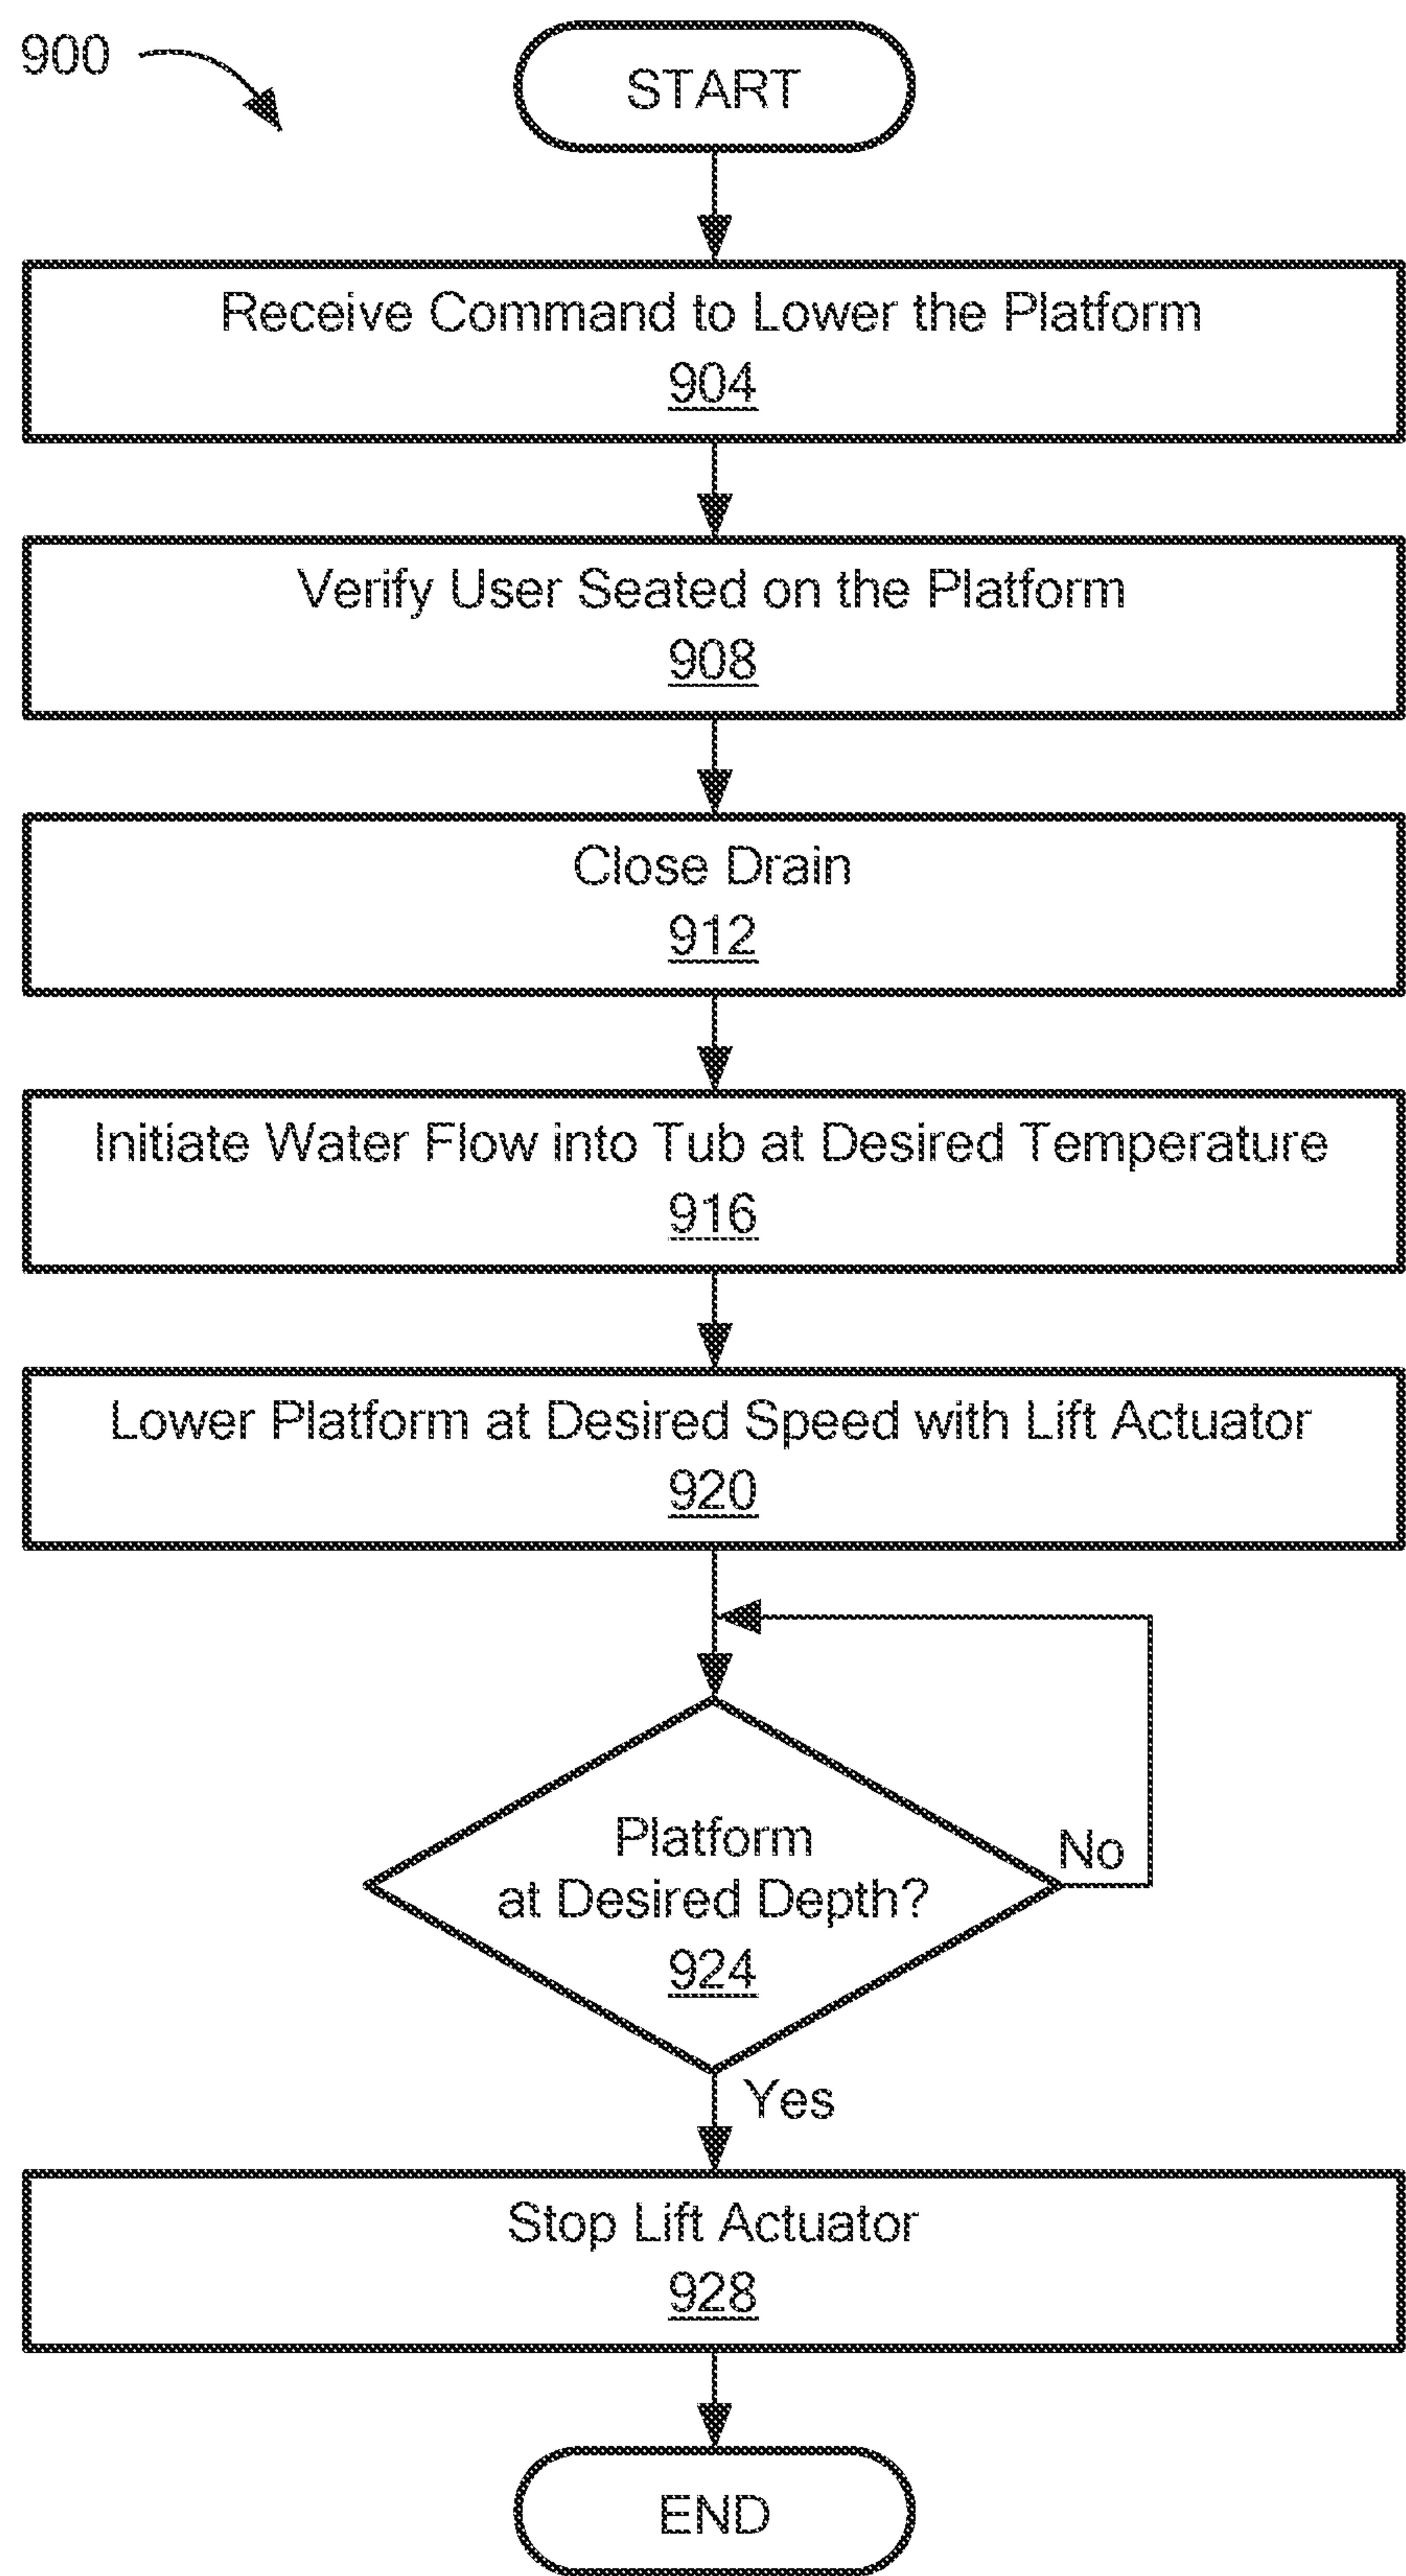 900
START
Receive Command to Lower the Platform
904
Verify User Seated on the Platform
908
Close Drain
912
Initiate Water Flow into Tub at Desired Temperature
916
Lower Platform at Desired Speed with Lift Actuator
920
Platform
at Desired Depth?
924
No
Yes
Stop Lift Actuator
928
END